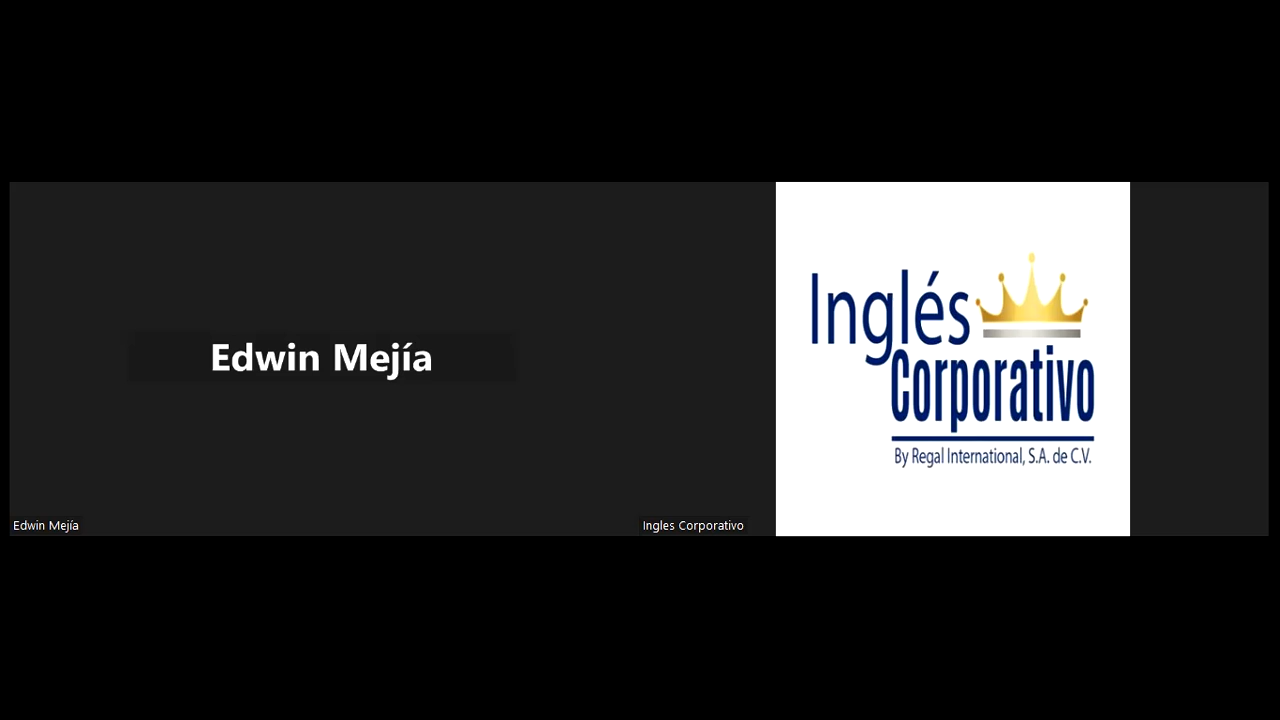 Edwin Mejía
Edwin Mejía
Inglés
Corporativo
By Regal International, S.A. de C.V.
Ingles Corporativo